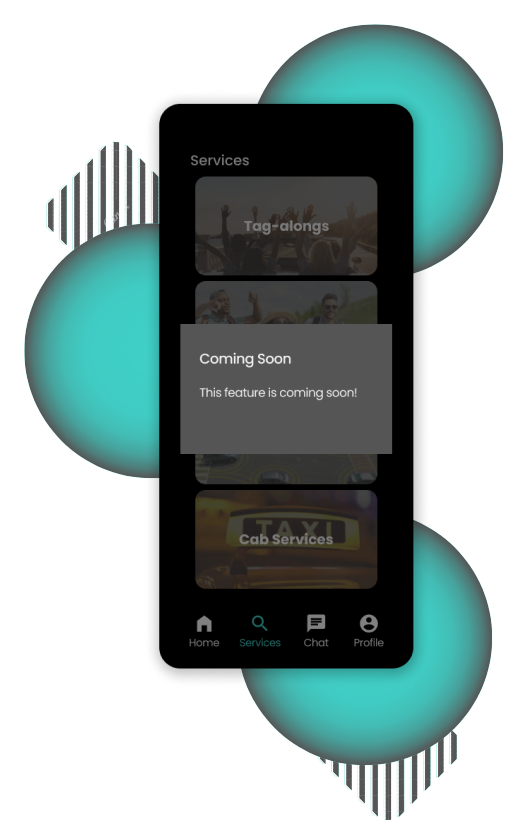 Services
Tag-alongs
Coming Soon
This feature is coming soon!
TAXI
Cab Services
Home
Services
Chat
Profile